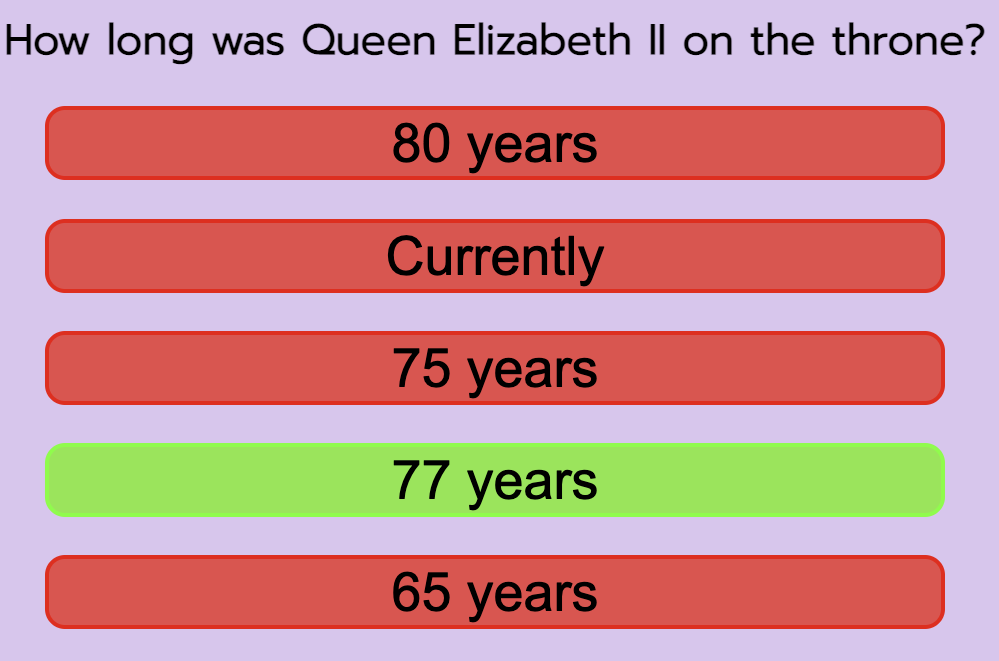 How long was Queen Elizabeth II on the throne?
80 years
Currently
75 years
77 years
65 years